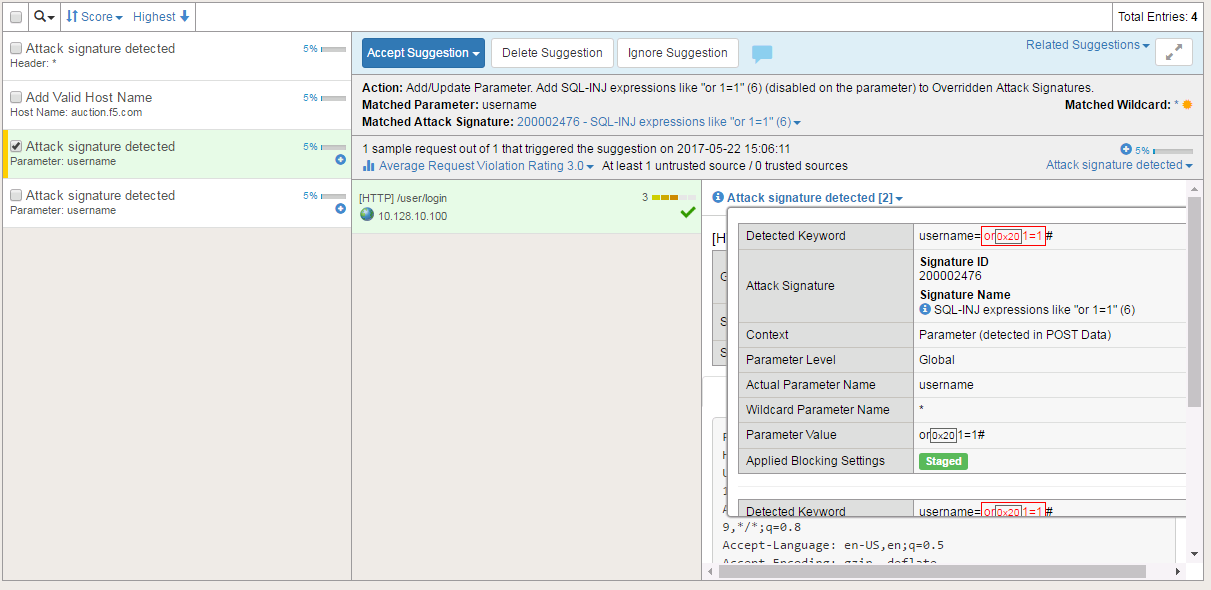 Score Highest
Total Entries: 4
Attack signature detected 5%
Header: *
Add Valid Host Name 5%
Host Name: auction.f5.com
Attack signature detected 5%
Parameter: username
Attack signature detected 5%
Parameter: username
Accept Suggestion Delete Suggestion Ignore Suggestion Related Suggestions
Action: Add/Update Parameter. Add SQL-INJ expressions like "or 1=1" (6) (disabled on the parameter) to Overridden Attack Signatures.
Matched Parameter: username Matched Wildcard: *
Matched Attack Signature: 200002476 - SQL-INJ expressions like "or 1=1" (6)
1 sample request out of 1 that triggered the suggestion on 2017-05-22 15:06:11 5%
Average Request Violation Rating 3.0 At least 1 untrusted source / 0 trusted sources Attack signature detected
[HTTP] /user/login 3
10.128.10.100
Attack signature detected [2]
[H
Detected Keyword username=or0x201=1#
Attack Signature Signature ID
200002476
Signature Name
SQL-INJ expressions like "or 1=1" (6)
Context Parameter (detected in POST Data)
Parameter Level Global
Actual Parameter Name username
Wildcard Parameter Name *
Parameter Value or0x201=1#
Applied Blocking Settings Staged
Detected Keyword username=or0x201=1#
9,*/*;q=0.8
Accept-Language: en-US,en;q=0.5
Accept-Encoding: gzip, deflate